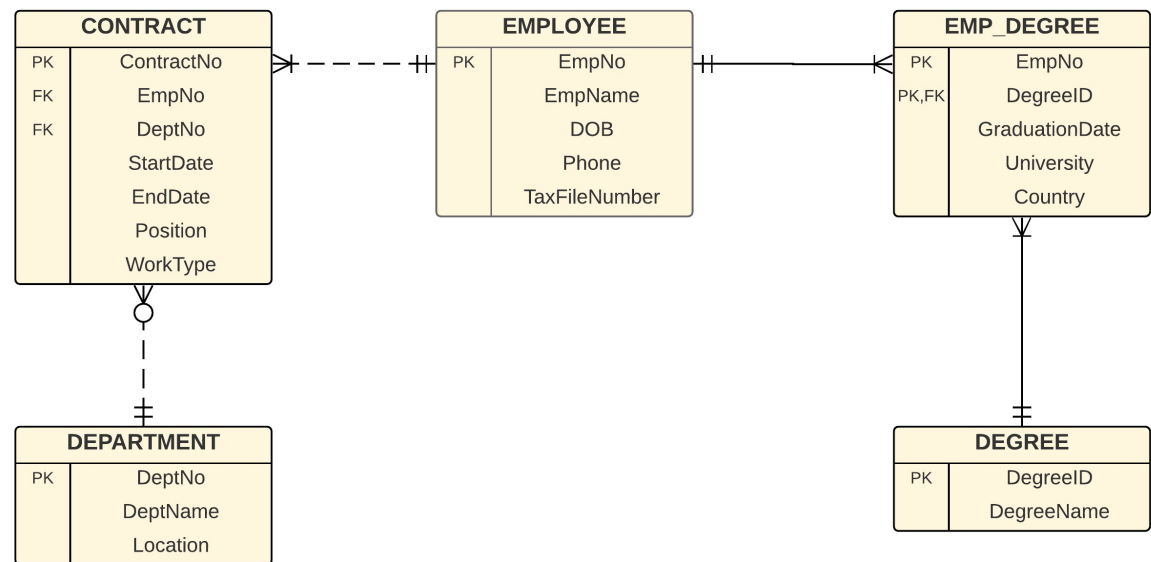 CONTRACT
PK ContractNo
FK EmpNo
FK DeptNo
StartDate
EndDate
Position
WorkType
EMPLOYEE
PK EmpNo
EmpName
DOB
Phone
TaxFileNumber
EMP_DEGREE
PK EmpNo
PK,FK DegreeID
GraduationDate
University
Country
DEPARTMENT
PK DeptNo
DeptName
Location
DEGREE
PK DegreeID
DegreeName